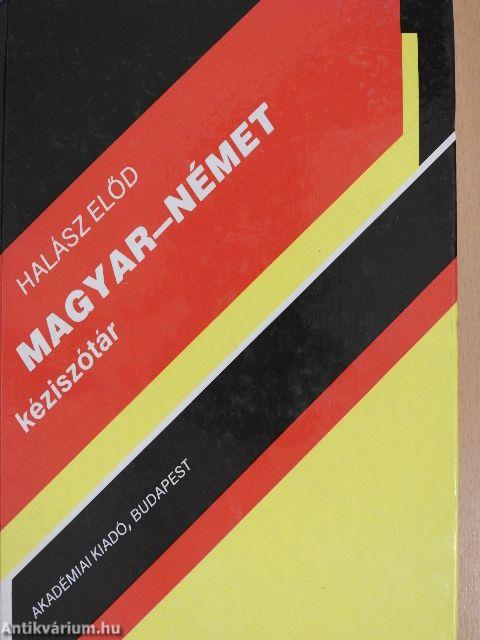 HALÁSZ ELŐD
MAGYAR–NÉMET
kéziszótár
AKADÉMIAI KIADÓ, BUDAPEST
Antikvárium.hu